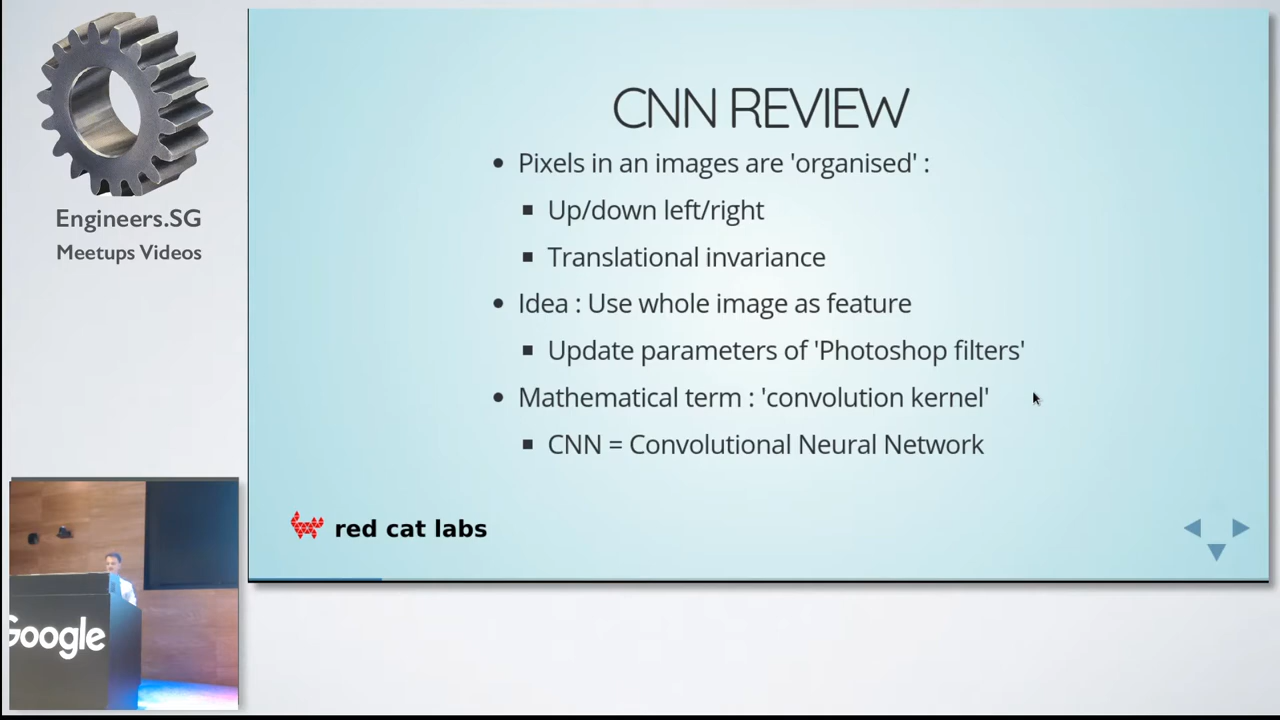 Engineers.SG
Meetups Videos
CNN REVIEW
Pixels in an images are 'organised' :
Up/down left/right
Translational invariance
Idea : Use whole image as feature
Update parameters of 'Photoshop filters'
Mathematical term : 'convolution kernel'
CNN = Convolutional Neural Network
red cat labs
Google